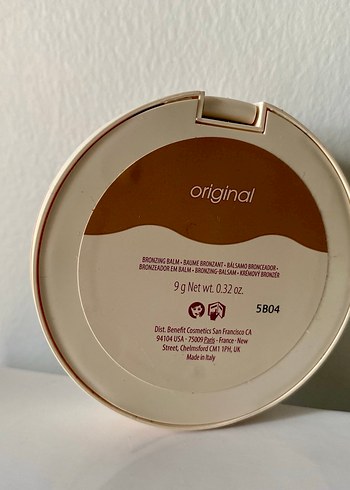 original
BRONZING BALM • BAUME BRONZANT • BÁLSAMO BRONCEADOR •
BRONZEADOR EM BALM • BRONZING-BALSAM • KRÉMOVÝ BRONZÉR
9 g Net wt. 0.32 oz.
5B04
Dist. Benefit Cosmetics San Francisco CA
94104 USA • 75009 Paris • France • New
Street, Chelmsford CM1 1PH, UK
Made in Italy